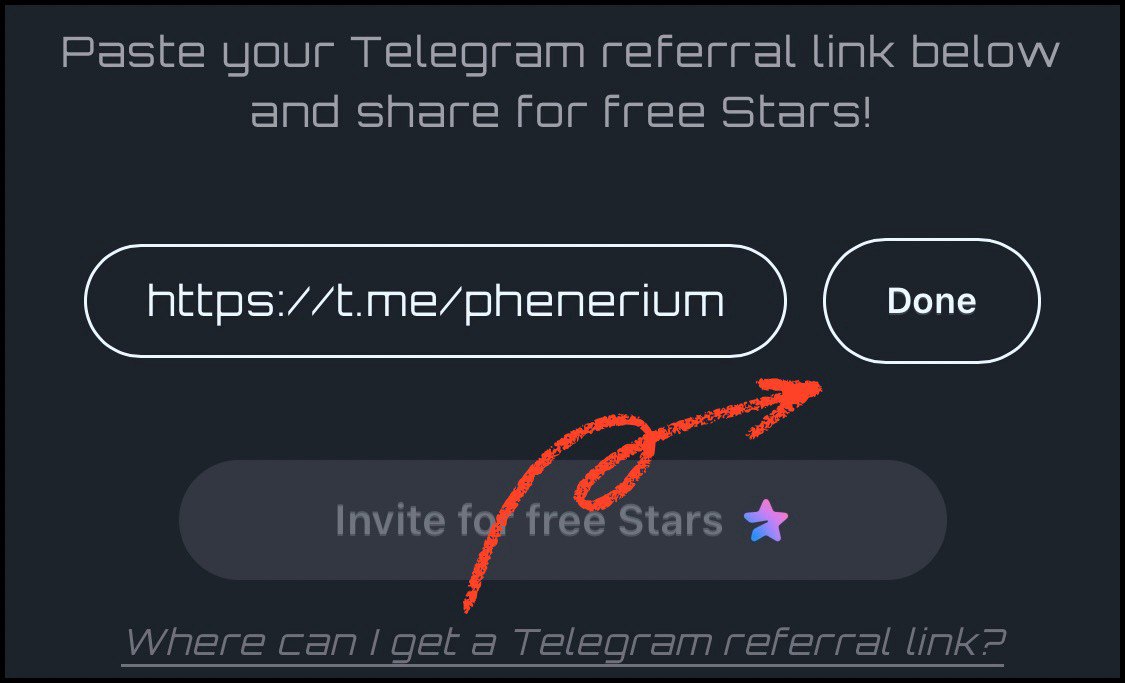 Paste your Telegram referral link below
and share for free Stars!
https://t.me/phenerium
Done
Invite for free Stars
Where can I get a Telegram referral link?